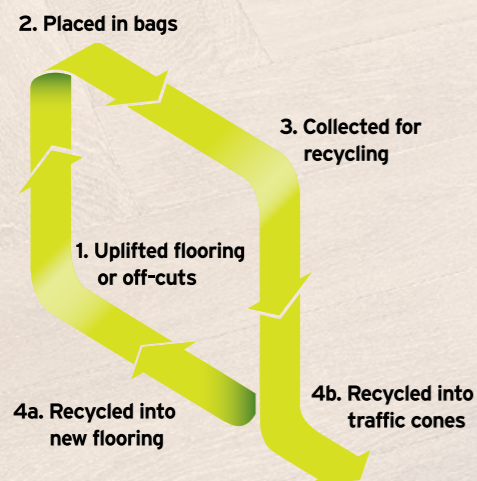 2. Placed in bags
3. Collected for
recycling
1. Uplifted flooring
or off-cuts
4b. Recycled into
traffic cones
4a. Recycled into
new flooring